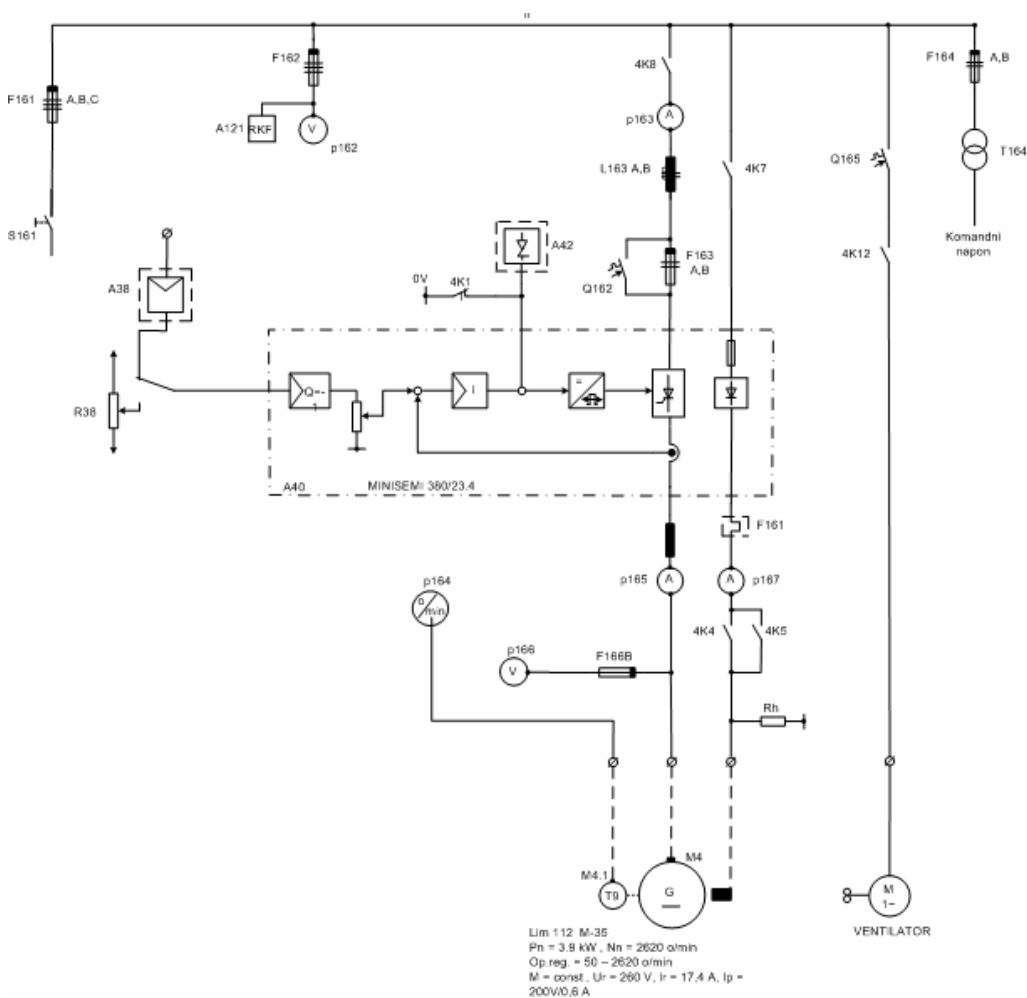 F161
A,B,C
F162
A121
RKF
V
p162
4K8
p163
A
L163 A,B
4K7
Q165
F164
A,B
T164
Komandni
napon
S161
A38
A42
0V
4K1
Q162
F163
A,B
4K12
R38
Q=-
1
I
=
A40
MINISEMI 380/23.4
F161
p164
o
min
p165
A
A
p167
4K4
4K5
p166
V
F166B
Rh
M4
M4.1
T9
G
M
1~
VENTILATOR
Lim 112 M-35
Pn = 3.9 kW , Nn = 2620 o/min
Op.reg. = 50 – 2620 o/min
M = const , Ur = 260 V, Ir = 17,4 A, Ip =
200V/0,6 A